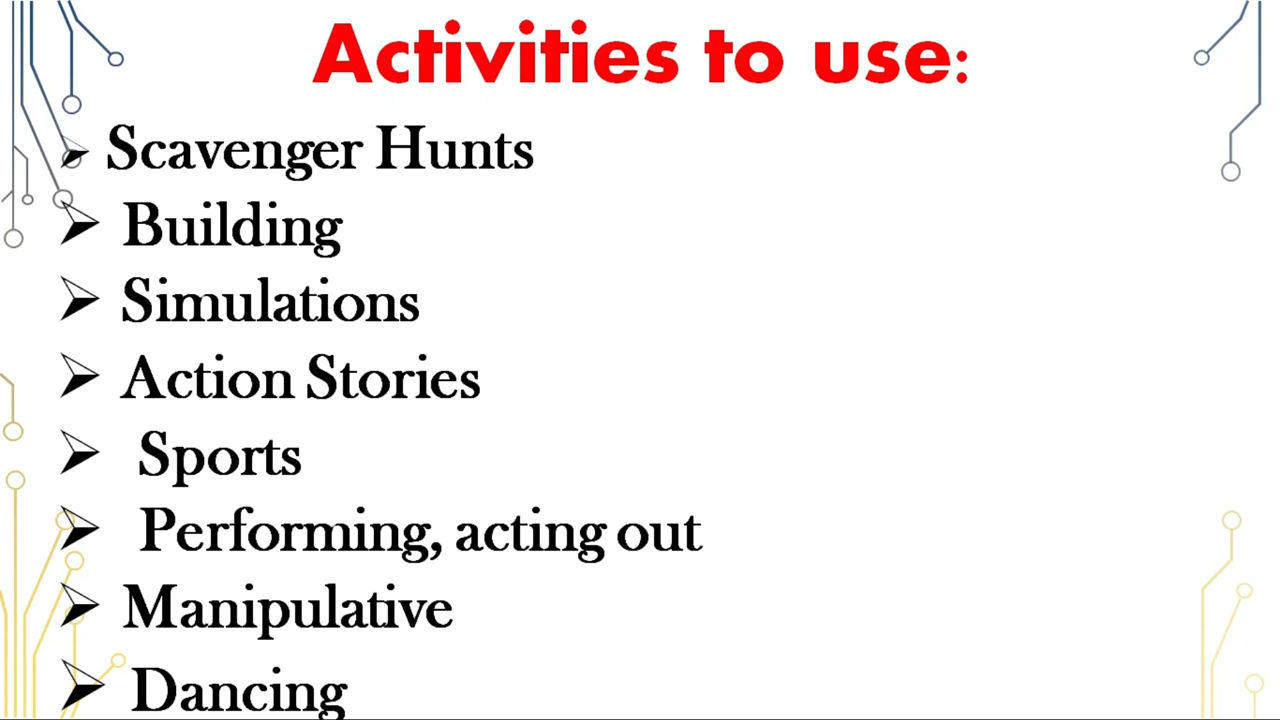 Activities to use:
Scavenger Hunts
Building
Simulations
Action Stories
Sports
Performing, acting out
Manipulative
Dancing